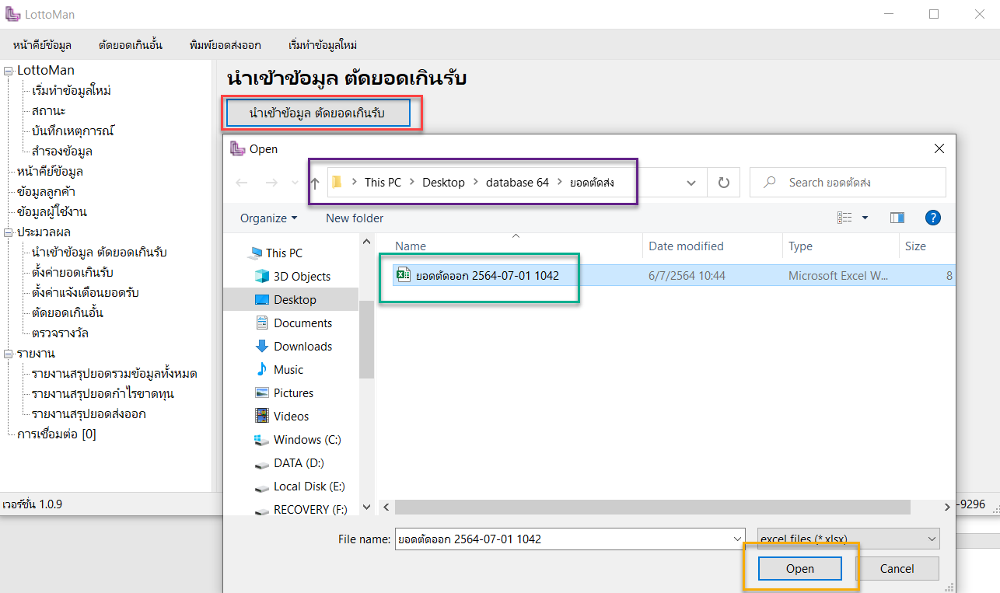 LottoMan
หน้าคีย์ข้อมูล ตัดยอดเกินอั้น พิมพ์ยอดส่งออก เริ่มทำข้อมูลใหม่
LottoMan
เริ่มทำข้อมูลใหม่
สถานะ
บันทึกเหตุการณ์
สำรองข้อมูล
หน้าคีย์ข้อมูล
ข้อมูลลูกค้า
ข้อมูลผู้ใช้งาน
ประมวลผล
นำเข้าข้อมูล ตัดยอดเกินรับ
ตั้งค่ายอดเกินรับ
ตั้งค่าแจ้งเตือนยอดรับ
ตัดยอดเกินอั้น
ตรวจรางวัล
รายงาน
รายงานสรุปยอดรวมข้อมูลทั้งหมด
รายงานสรุปยอดกำไรขาดทุน
รายงานสรุปยอดส่งออก
การเชื่อมต่อ [0]
เวอร์ชั่น 1.0.9
นำเข้าข้อมูล ตัดยอดเกินรับ
นำเข้าข้อมูล ตัดยอดเกินรับ
Open
This PC Desktop database 64 ยอดตัดส่ง
Search ยอดตัดส่ง
Organize New folder
This PC
3D Objects
Desktop
Documents
Downloads
Music
Pictures
Videos
Windows (C:)
DATA (D:)
Local Disk (E:)
RECOVERY (F:)
Name Date modified Type Size
ยอดตัดออก 2564-07-01 1042 6/7/2564 10:44 Microsoft Excel W... 8
-9296
File name: ยอดตัดออก 2564-07-01 1042 excel files (*.xlsx)
Open Cancel